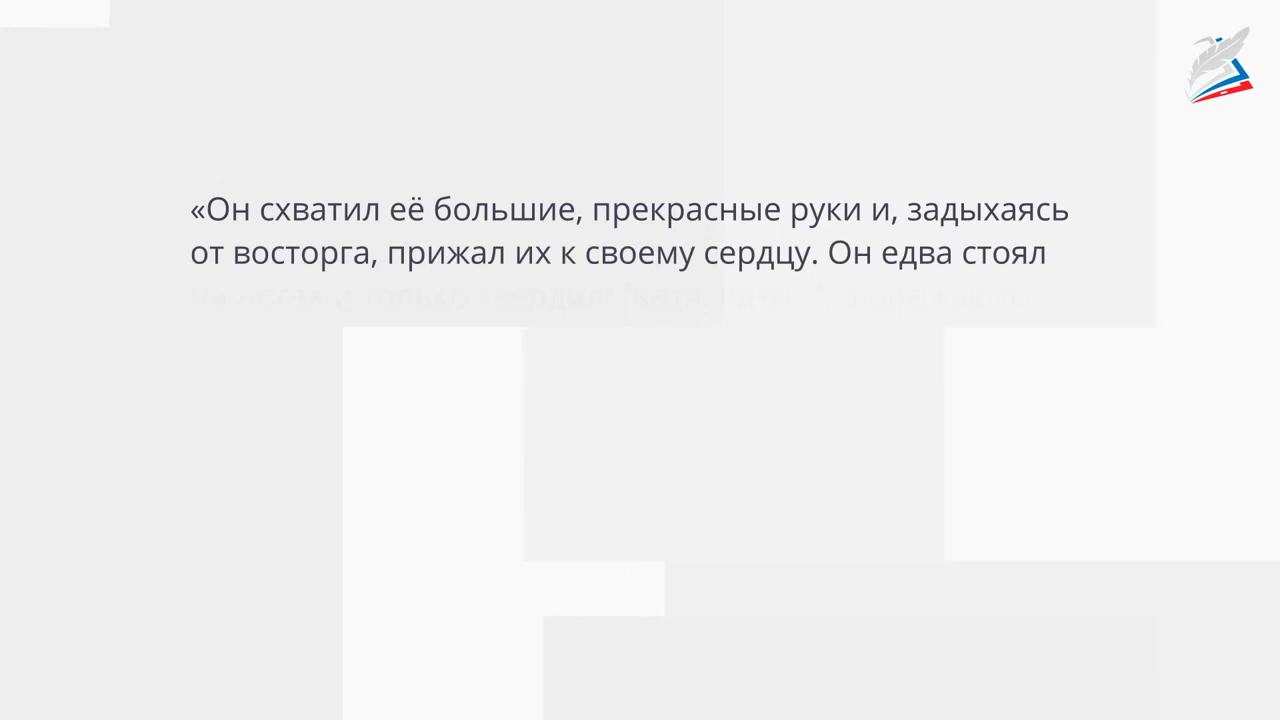 «Он схватил её большие, прекрасные руки и, задыхаясь
от восторга, прижал их к своему сердцу. Он едва стоял